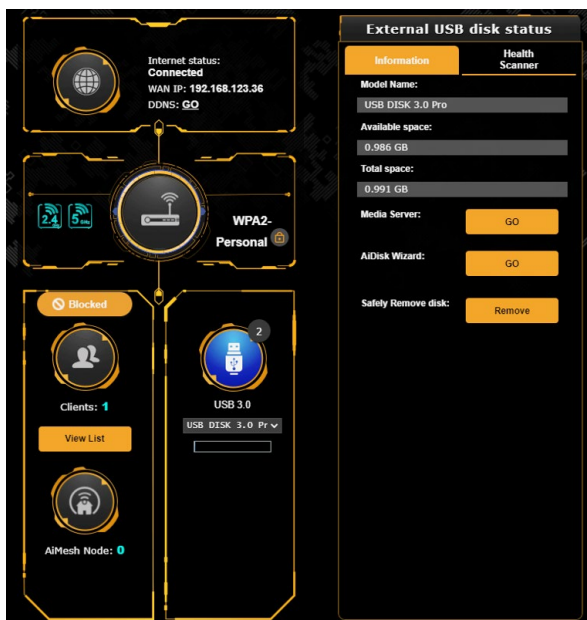 Internet status:
Connected
WAN IP: 192.168.123.36
DDNS: GO
2.4
GHz
5
GHz
WPA2-
Personal
Blocked
Clients: 1
View List
AiMesh Node: 0
2
USB 3.0
USB DISK 3.0 Pr
External USB disk status
Information
Health
Scanner
Model Name:
USB DISK 3.0 Pro
Available space:
0.986 GB
Total space:
0.991 GB
Media Server:
GO
AiDisk Wizard:
GO
Safely Remove disk:
Remove